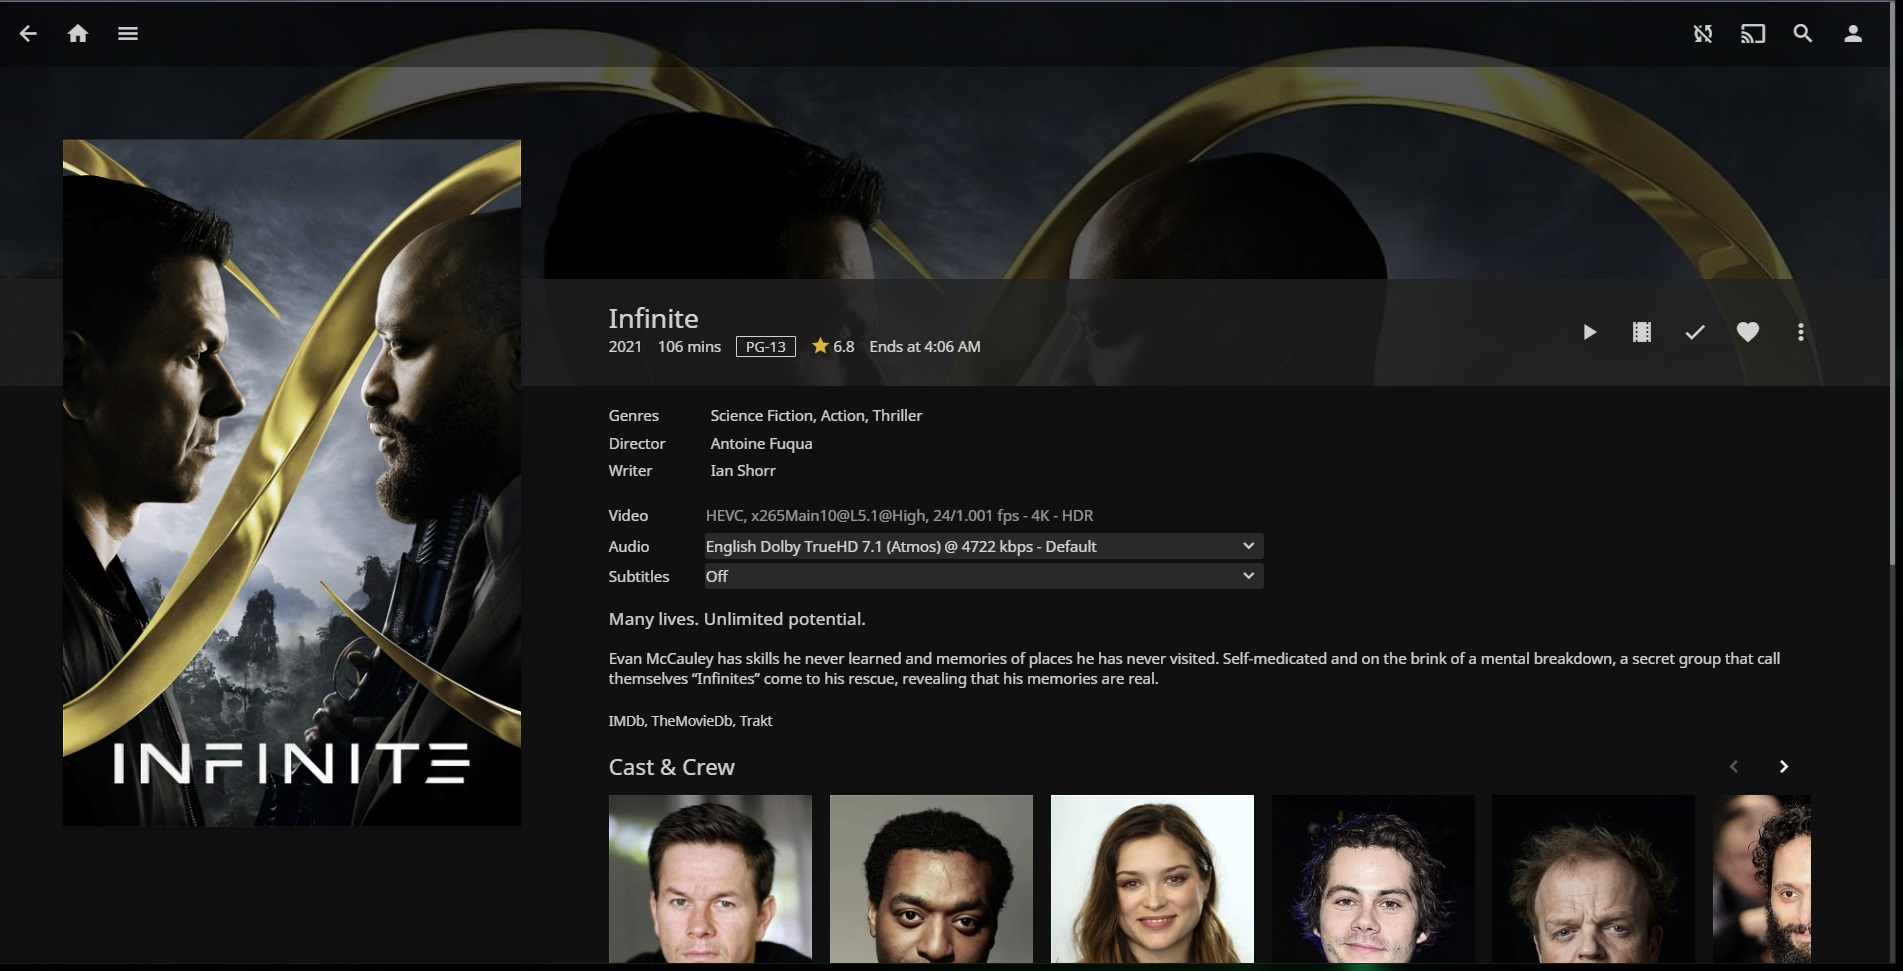 INFINITE
Infinite
2021 106 mins PG-13 6.8 Ends at 4:06 AM
Genres Science Fiction, Action, Thriller
Director Antoine Fuqua
Writer Ian Shorr
Video HEVC, x265Main10@L5.1@High, 24/1.001 fps - 4K - HDR
Audio English Dolby TrueHD 7.1 (Atmos) @ 4722 kbps - Default
Subtitles Off
Many lives. Unlimited potential.
Evan McCauley has skills he never learned and memories of places he has never visited. Self-medicated and on the brink of a mental breakdown, a secret group that call
themselves “Infinites” come to his rescue, revealing that his memories are real.
IMDb, TheMovieDb, Trakt
Cast & Crew